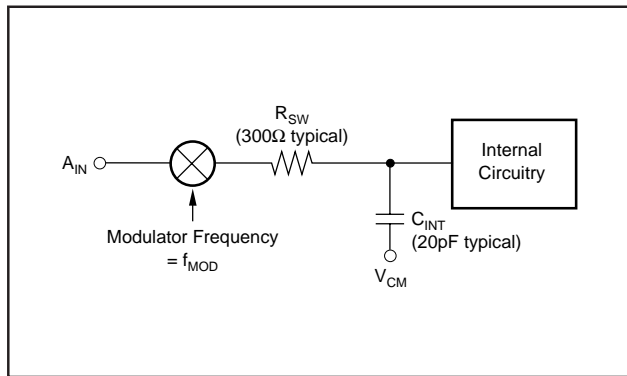 R_SW
(300Ω typical)
A_IN
Internal
Circuitry
C_INT
(20pF typical)
Modulator Frequency
= f_MOD
V_CM